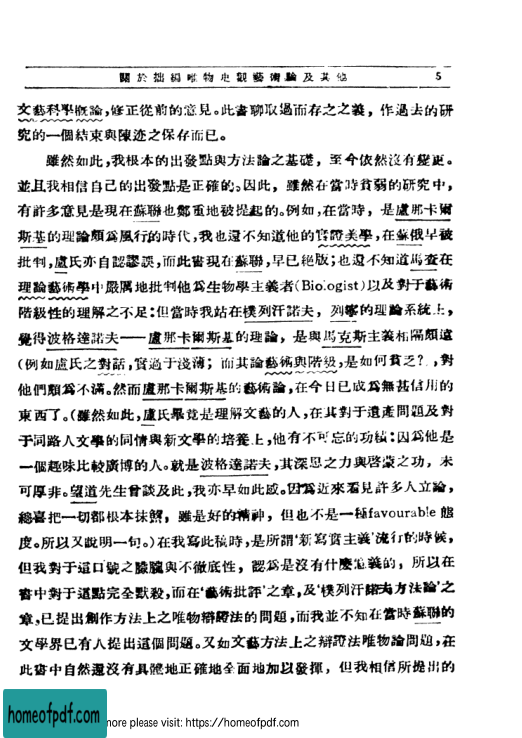 關於拙編唯物史觀藝術論及其他 5
文藝科學概論,修正從前的意見。此書聊取過而存之之義,作過去的研
究的一個結束與陳迹之保存而已。
雖然如此,我根本的出發點與方法論之基礎,至今依然沒有變更。
並且我相信自己的出發點是正確的。因此,雖然在當時貧弱的研究中,
有許多意見是現在蘇聯也鄭重地被提起的。例如,在當時,是盧那卡爾
斯基的理論頗爲風行的時代,我也還不知道他的實證美學,在蘇俄早被
批判,盧氏亦自認謬誤,而此書現在蘇聯,早已絕版;也還不知道馬查在
理論藝術學中嚴厲地批判他爲生物學主義者(Biologist)以及對于藝術
階級性的理解之不足:但當時我站在樸列汗諾夫,列寧的理論系統上,
覺得波格達諾夫——盧那卡爾斯基的理論,是與馬克斯主義相隔頗遠
(例如盧氏之對話,實過于淺薄;而其論藝術與階級,是如何貧乏?,對
他們頗爲不滿。然而盧那卡爾斯基的藝術論,在今日已成爲無甚信用的
東西了。(雖然如此,盧氏畢竟是理解文藝的人,在其對于遺產問題及對
于同路人文學的同情與新文學的培養上,他有不可忘的功績:因爲他是
一個趣味比較廣博的人。就是波格達諾夫,其深思之力與啓蒙之功,未
可厚非。望道先生曾談及此,我亦早如此感。因爲近來看見許多人立論,
總喜把一切都根本抹煞,雖是好的精神,但也不是一種favourable 態
度。所以又說明一句。)在我寫此稿時,是所謂'新寫實主義'流行的時候,
但我對于這口號之朦朧與不徹底性,認爲是沒有什麼意義的,所以在
書中對于這點完全默殺,而在'藝術批評'之章,及'樸列汗諾夫方法論'之
章,已提出創作方法上之唯物辯證法的問題,而我並不知在當時蘇聯的
文學界已有人提出這個問題。又如文藝方法上之辯證法唯物論問題,在
此書中自然還沒有具體地正確地全面地加以發揮,但我相信所提出的
homeofpdf.com
more please visit: https://homeofpdf.com